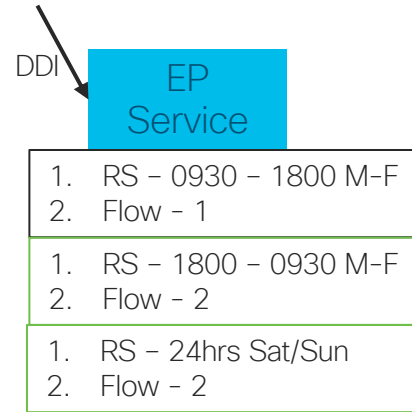 DDI
EP
Service
1. RS – 0930 – 1800 M-F
2. Flow - 1
1. RS – 1800 – 0930 M-F
2. Flow - 2
1. RS – 24hrs Sat/Sun
2. Flow - 2